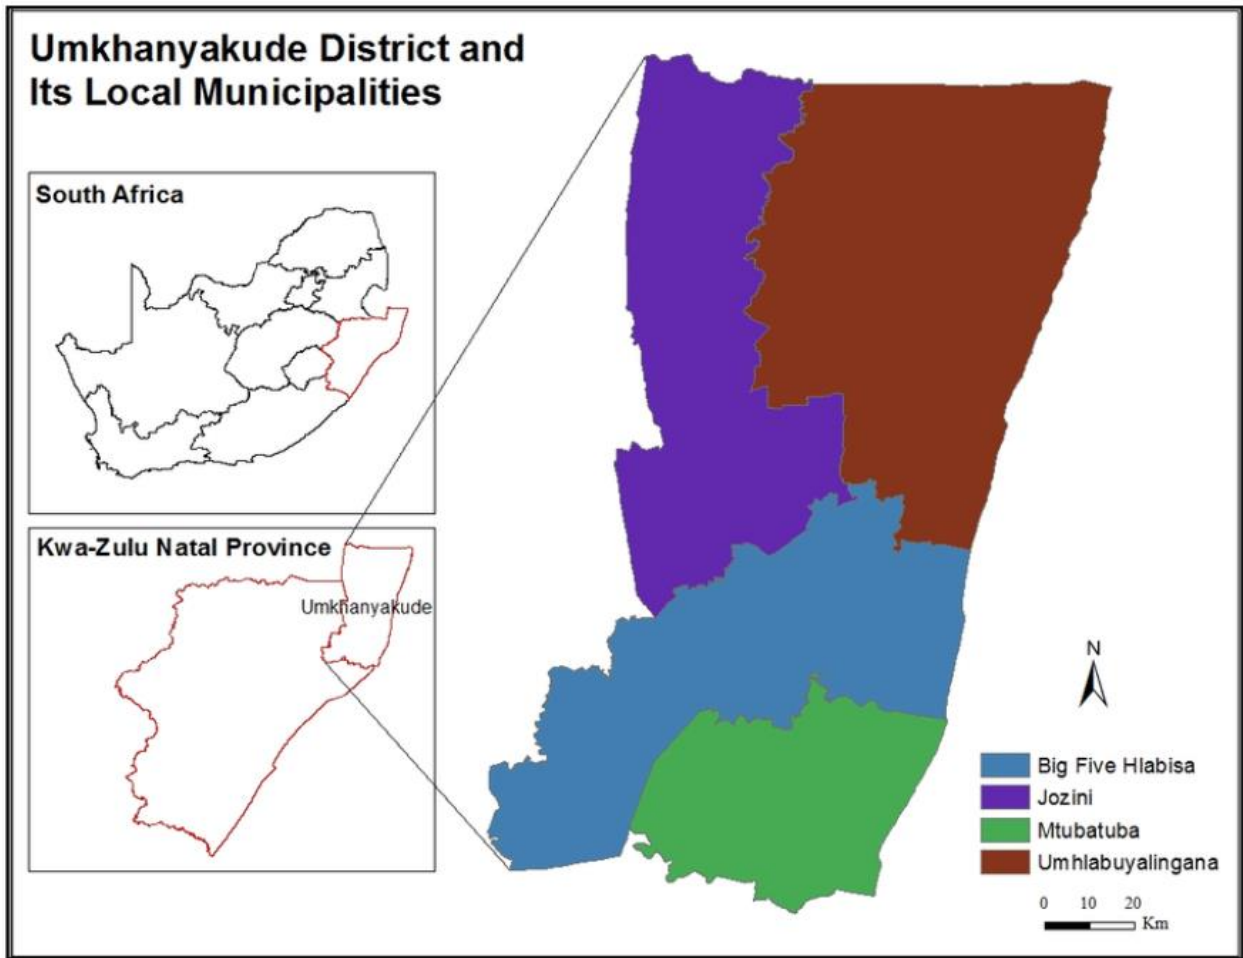 Umkhanyakude District and
Its Local Municipalities
South Africa
Kwa-Zulu Natal Province
Umkhanyakude
N
Big Five Hlabisa
Jozini
Mtubatuba
Umhlabuyalingana
0 10 20
Km